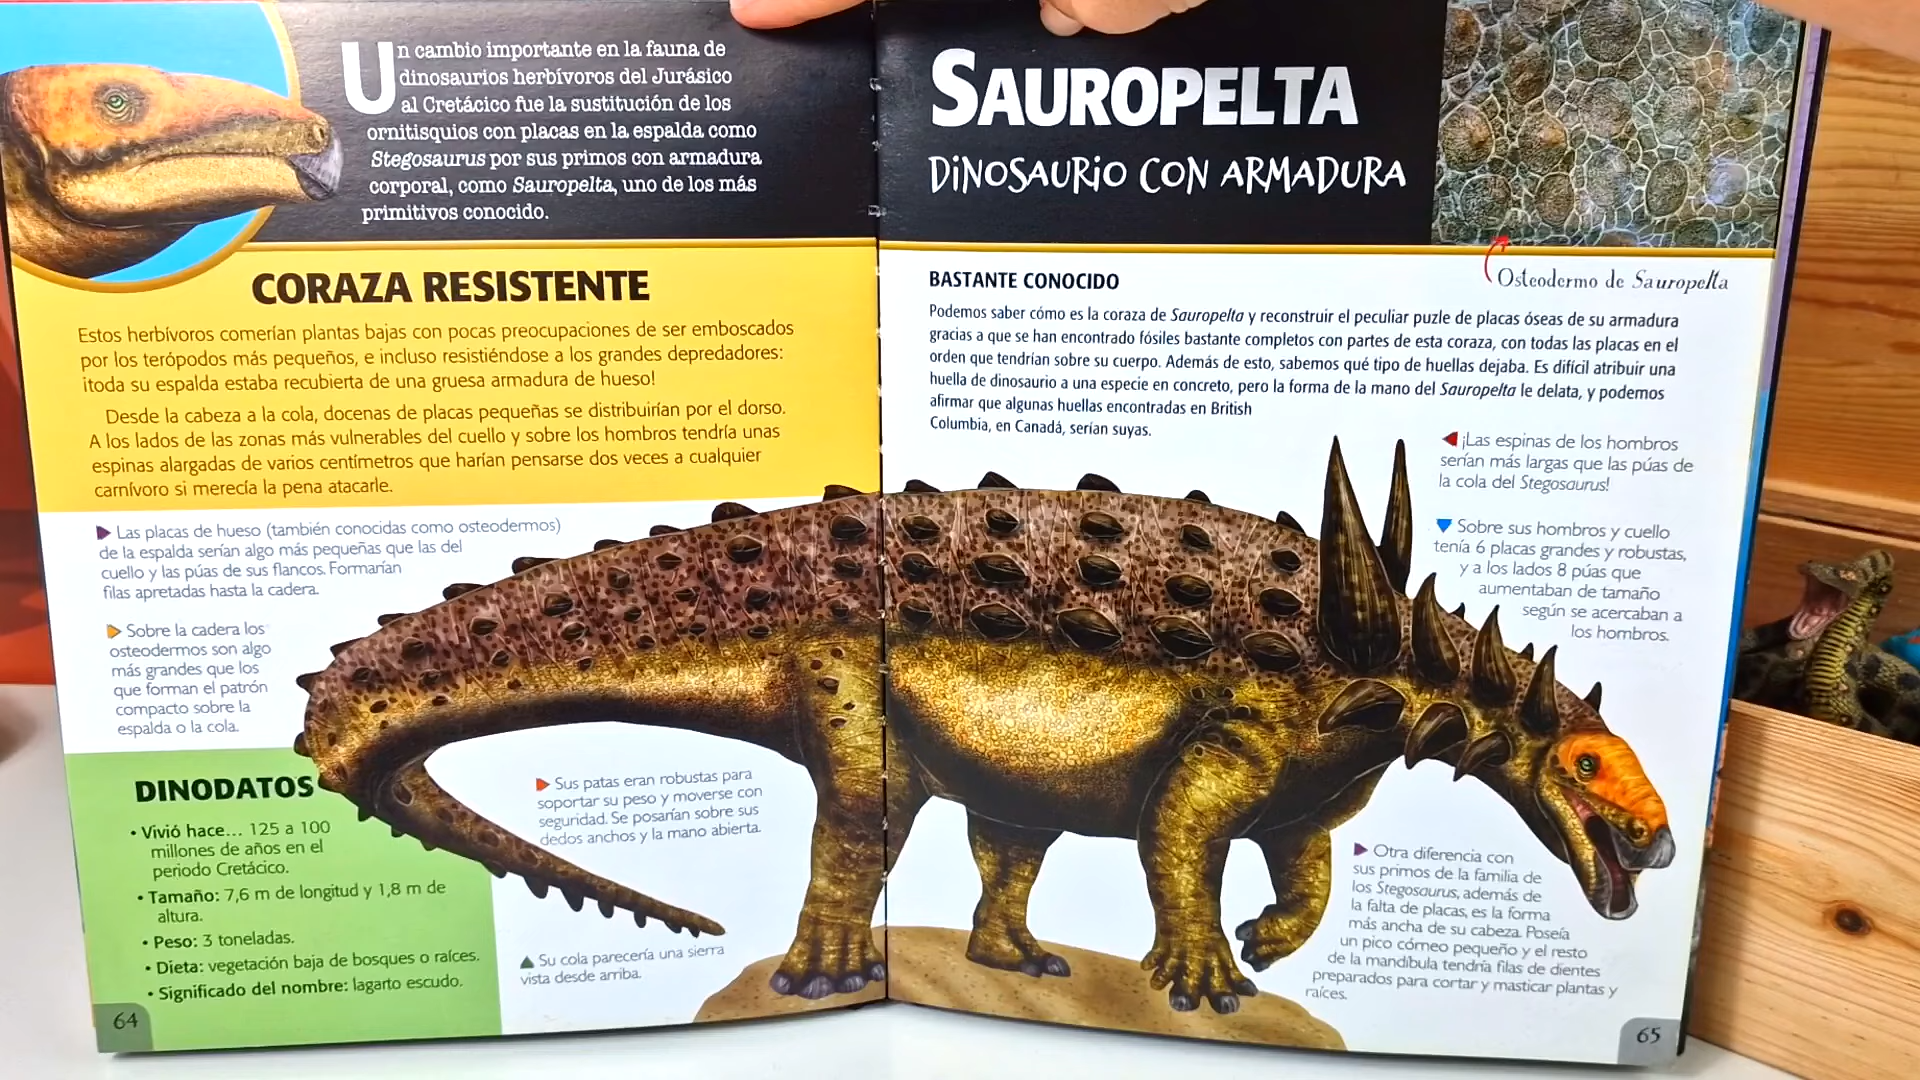 Un cambio importante en la fauna de
dinosaurios herbívoros del Jurásico
al Cretácico fue la sustitución de los
ornitisquios con placas en la espalda como
Stegosaurus por sus primos con armadura
corporal, como Sauropelta, uno de los más
primitivos conocido.
CORAZA RESISTENTE
Estos herbívoros comerían plantas bajas con pocas preocupaciones de ser emboscados
por los terópodos más pequeños, e incluso resistiéndose a los grandes depredadores:
¡toda su espalda estaba recubierta de una gruesa armadura de hueso!
Desde la cabeza a la cola, docenas de placas pequeñas se distribuirían por el dorso.
A los lados de las zonas más vulnerables del cuello y sobre los hombros tendría unas
espinas alargadas de varios centímetros que harían pensarse dos veces a cualquier
carnívoro si merecía la pena atacarle.
Las placas de hueso (también conocidas como osteodermos)
de la espalda serían algo más pequeñas que las del
cuello y las púas de sus flancos. Formarían
filas apretadas hasta la cadera.
Sobre la cadera los
osteodermos son algo
más grandes que los
que forman el patrón
compacto sobre la
espalda o la cola.
DINODATOS
• Vivió hace... 125 a 100
millones de años en el
periodo Cretácico.
• Tamaño: 7,6 m de longitud y 1,8 m de
altura.
• Peso: 3 toneladas.
• Dieta: vegetación baja de bosques o raíces.
• Significado del nombre: lagarto escudo.
Sus patas eran robustas para
soportar su peso y moverse con
seguridad. Se posarían sobre sus
dedos anchos y la mano abierta.
Su cola parecería una sierra
vista desde arriba.
64
SAUROPELTA
DINOSAURIO CON ARMADURA
Osteodermo de Sauropelta
BASTANTE CONOCIDO
Podemos saber cómo es la coraza de Sauropelta y reconstruir el peculiar puzle de placas óseas de su armadura
gracias a que se han encontrado fósiles bastante completos con partes de esta coraza, con todas las placas en el
orden que tendrían sobre su cuerpo. Además de esto, sabemos qué tipo de huellas dejaba. Es difícil atribuir una
huella de dinosaurio a una especie en concreto, pero la forma de la mano del Sauropelta le delata, y podemos
afirmar que algunas huellas encontradas en British
Columbia, en Canadá, serían suyas.
¡Las espinas de los hombros
serían más largas que las púas de
la cola del Stegosaurus!
Sobre sus hombros y cuello
tenía 6 placas grandes y robustas,
y a los lados 8 púas que
aumentaban de tamaño
según se acercaban a
los hombros.
Otra diferencia con
sus primos de la familia de
los Stegosaurus, además de
la falta de placas, es la forma
más ancha de su cabeza. Poseía
un pico córneo pequeño y el resto
de la mandíbula tendría filas de dientes
preparados para cortar y masticar plantas y
raíces.
65